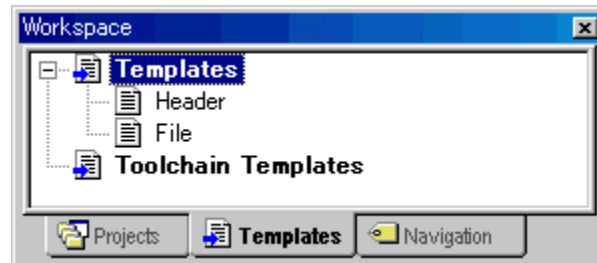 Workspace
Templates
Header
File
Toolchain Templates
Projects Templates Navigation